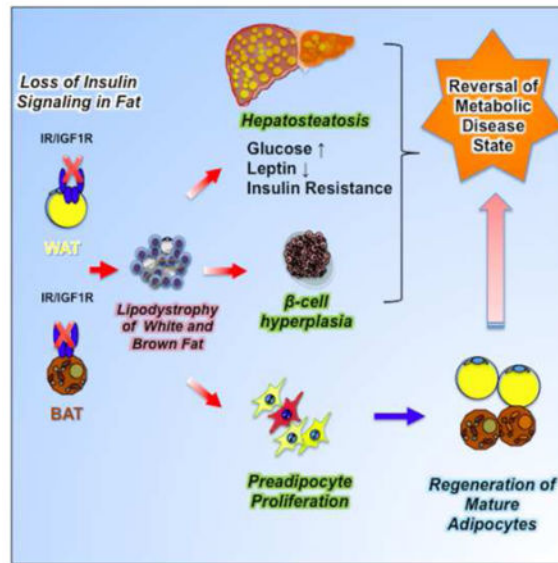 Loss of Insulin
Signaling in Fat
IR/IGF1R
WAT
IR/IGF1R
BAT
Lipodystrophy
of White and
Brown Fat
Hepatosteatosis
Glucose ↑
Leptin ↓
Insulin Resistance
β-cell
hyperplasia
Preadipocyte
Proliferation
Reversal of
Metabolic
Disease
State
Regeneration of
Mature
Adipocytes